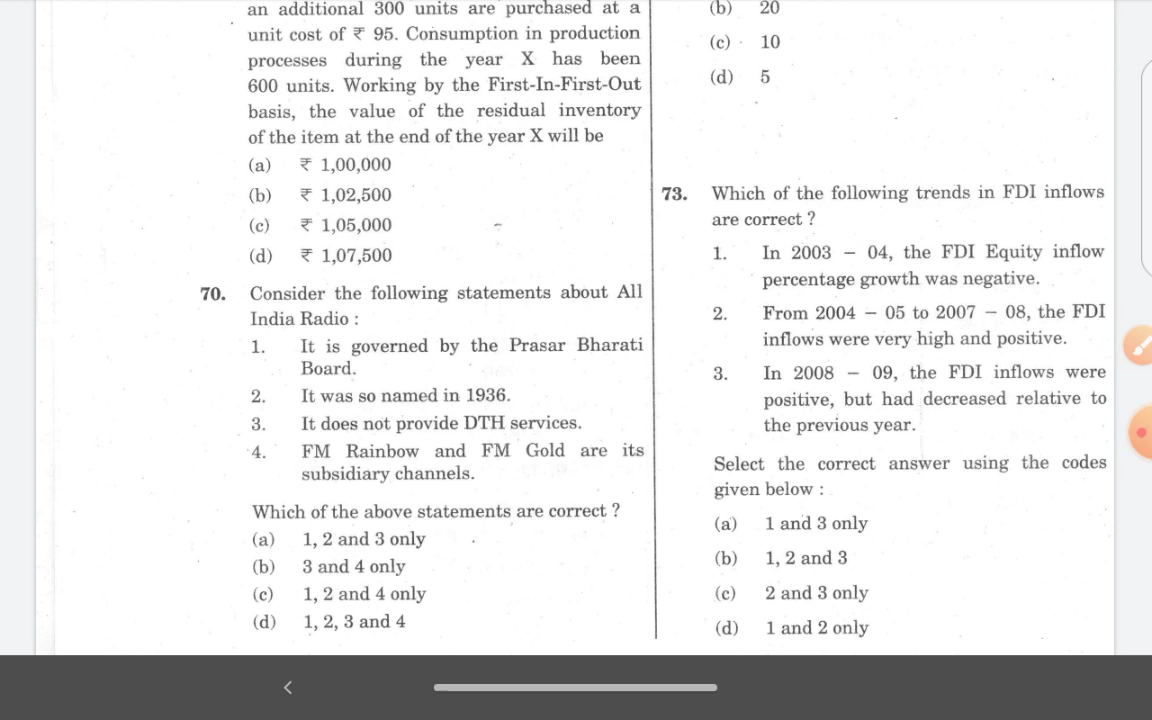 an additional 300 units are purchased at a
unit cost of ₹ 95. Consumption in production
processes during the year X has been
600 units. Working by the First-In-First-Out
basis, the value of the residual inventory
of the item at the end of the year X will be
(a) ₹ 1,00,000
(b) ₹ 1,02,500
(c) ₹ 1,05,000
(d) ₹ 1,07,500
70. Consider the following statements about All
India Radio :
1. It is governed by the Prasar Bharati
Board.
2. It was so named in 1936.
3. It does not provide DTH services.
4. FM Rainbow and FM Gold are its
subsidiary channels.
Which of the above statements are correct ?
(a) 1, 2 and 3 only
(b) 3 and 4 only
(c) 1, 2 and 4 only
(d) 1, 2, 3 and 4
(b) 20
(c) 10
(d) 5
73. Which of the following trends in FDI inflows
are correct ?
1. In 2003 – 04, the FDI Equity inflow
percentage growth was negative.
2. From 2004 – 05 to 2007 – 08, the FDI
inflows were very high and positive.
3. In 2008 – 09, the FDI inflows were
positive, but had decreased relative to
the previous year.
Select the correct answer using the codes
given below :
(a) 1 and 3 only
(b) 1, 2 and 3
(c) 2 and 3 only
(d) 1 and 2 only